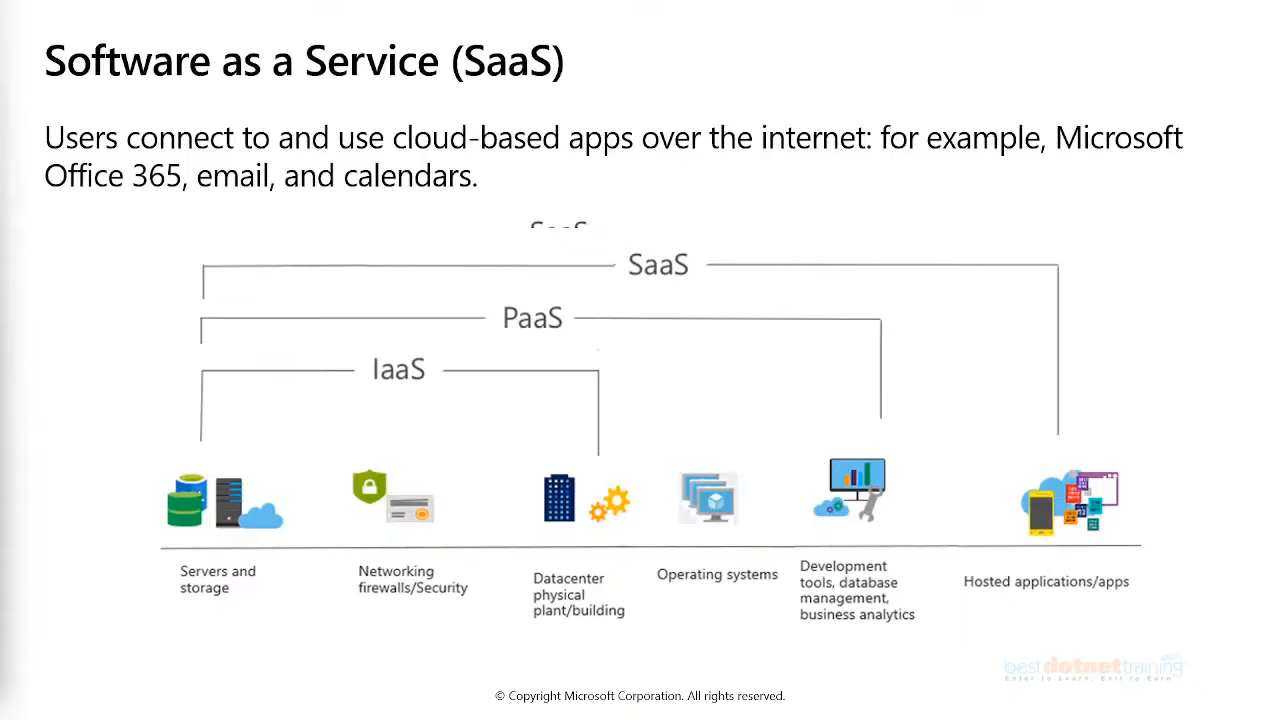 Software as a Service (SaaS)
Users connect to and use cloud-based apps over the internet: for example, Microsoft
Office 365, email, and calendars.
SaaS
SaaS
PaaS
IaaS
Servers and
storage
Networking
firewalls/Security
Datacenter
physical
plant/building
Operating systems
Development
tools, database
management,
business analytics
Hosted applications/apps
bestdotnettraining
Enter to Learn, Exit to Earn
© Copyright Microsoft Corporation. All rights reserved.